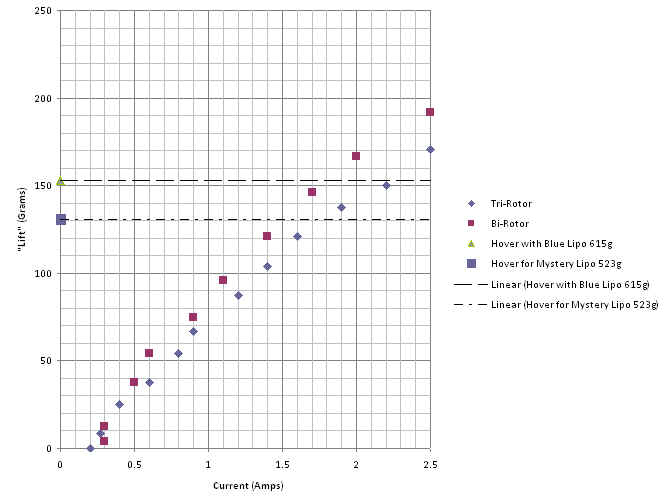 250
200
150
100
50
0
"Lift" (Grams)
0 0.5 1 1.5 2 2.5
Current (Amps)
Tri-Rotor
Bi-Rotor
Hover with Blue Lipo 615g
Hover for Mystery Lipo 523g
Linear (Hover with Blue Lipo 615g)
Linear (Hover for Mystery Lipo 523g)